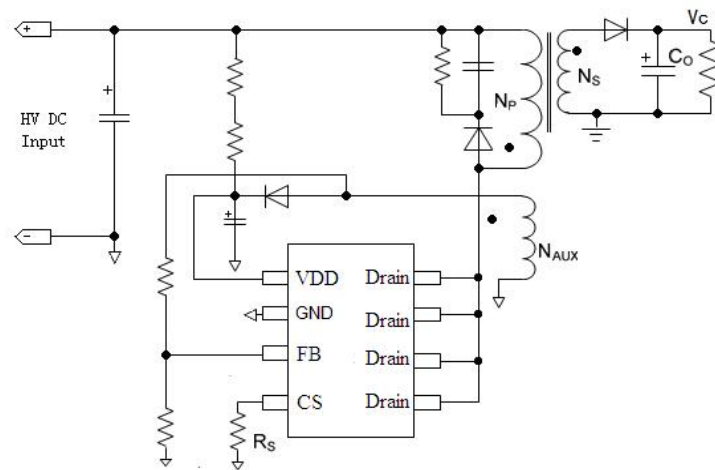 +
Vc
+
+
Co
NP
NS
HV DC
Input
+
−
NAUX
VDD
Drain
GND
Drain
FB
Drain
CS
Drain
RS